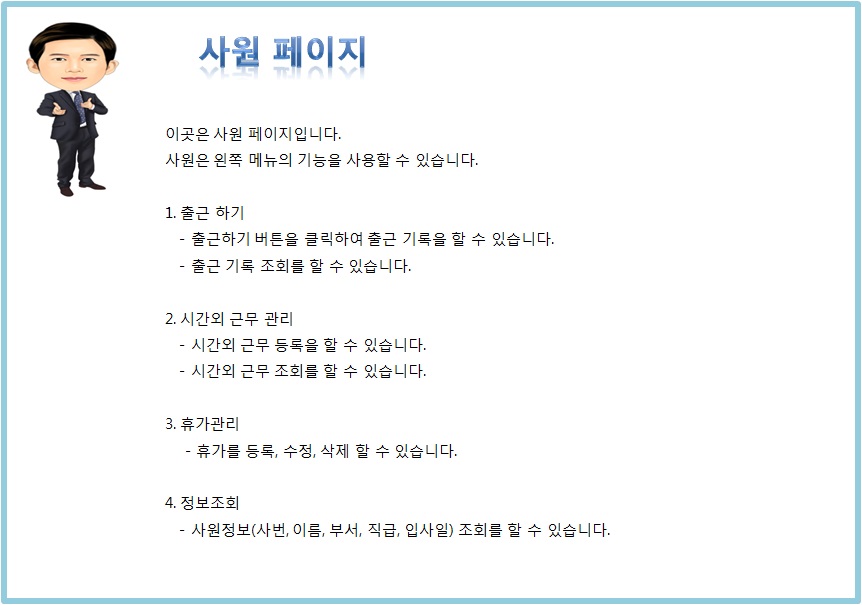 사원 페이지
이곳은 사원 페이지입니다.
사원은 왼쪽 메뉴의 기능을 사용할 수 있습니다.
1. 출근 하기
- 출근하기 버튼을 클릭하여 출근 기록을 할 수 있습니다.
- 출근 기록 조회를 할 수 있습니다.
2. 시간외 근무 관리
- 시간외 근무 등록을 할 수 있습니다.
- 시간외 근무 조회를 할 수 있습니다.
3. 휴가관리
- 휴가를 등록, 수정, 삭제 할 수 있습니다.
4. 정보조회
- 사원정보(사번, 이름, 부서, 직급, 입사일) 조회를 할 수 있습니다.